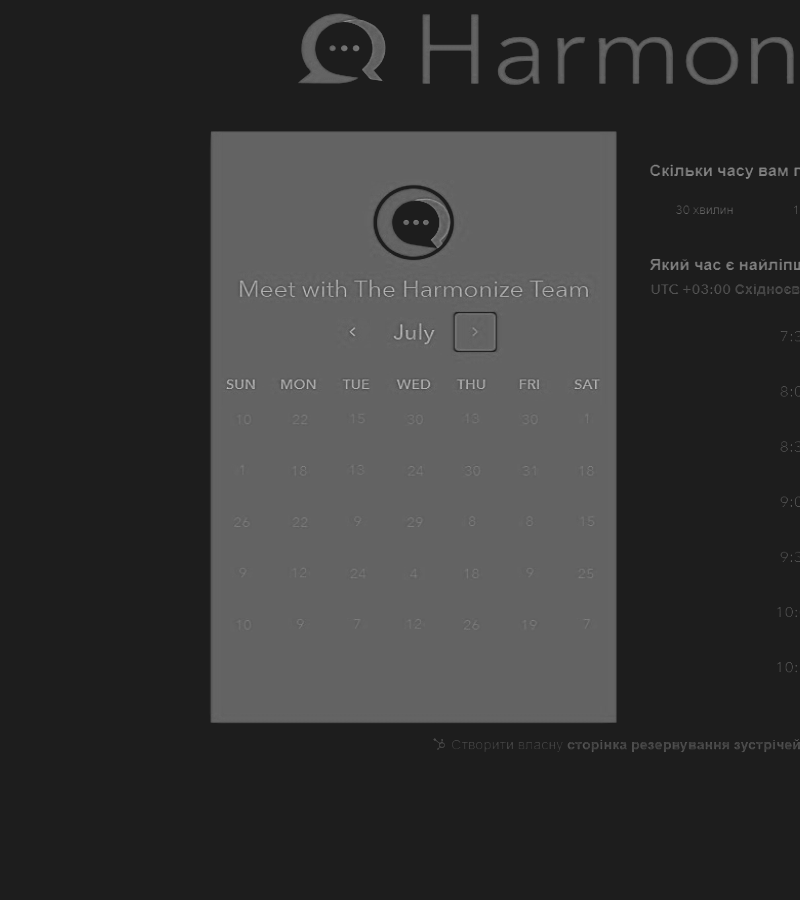 Harmon
Meet with The Harmonize Team
July
SUN MON TUE WED THU FRI SAT
10 22 15 30 13 30 1
1 18 13 24 30 31 18
26 22 9 29 8 8 15
9 12 24 4 18 9 25
10 9 7 12 26 19 7
Скільки часу вам
30 хвилин 1
Який час є найліпш
UTC +03:00 Східноєв
7:3
8:0
8:3
9:0
9:3
10:
10:
Створити власну сторінка резервування зустрічей